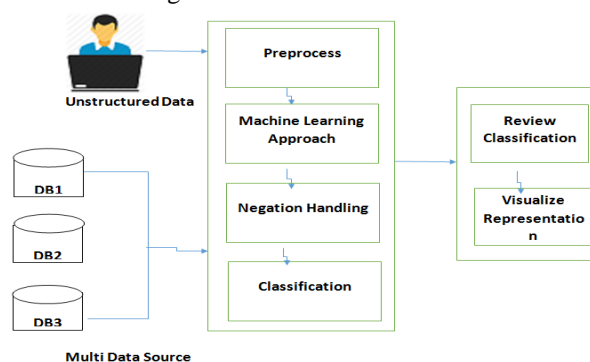 Unstructured Data
DB1
DB2
DB3
Multi Data Source
Preprocess
Machine Learning
Approach
Negation Handling
Classification
Review
Classification
Visualize
Representatio
n